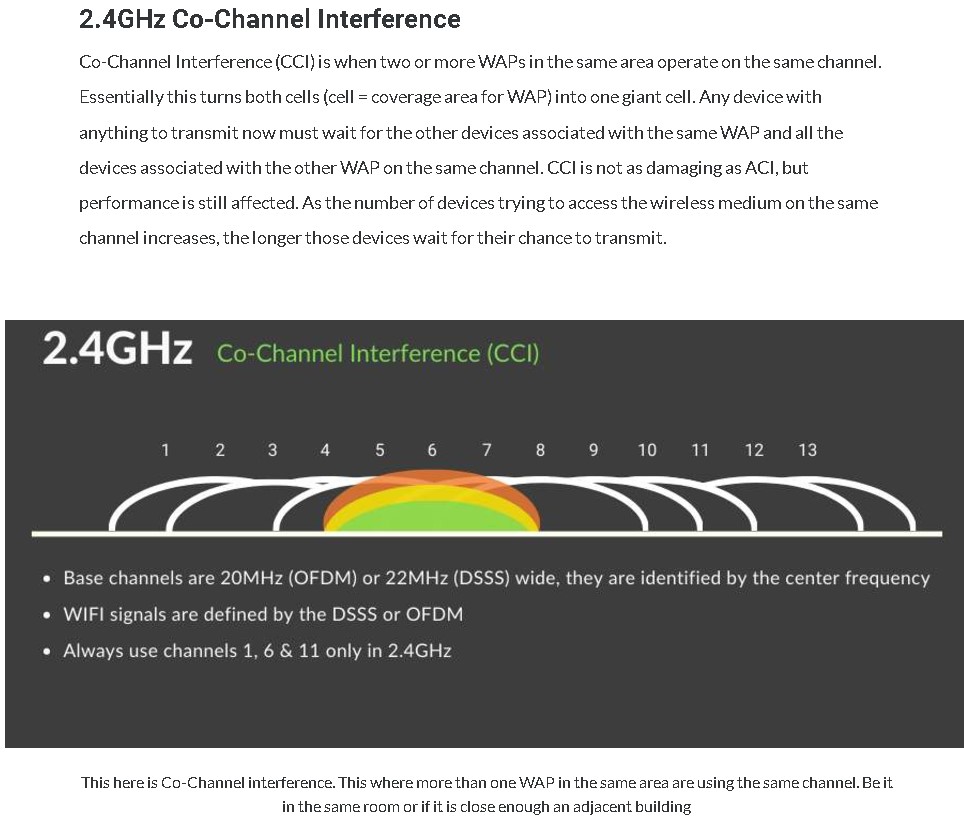 2.4GHz Co-Channel Interference
Co-Channel Interference (CCI) is when two or more WAPs in the same area operate on the same channel.
Essentially this turns both cells (cell = coverage area for WAP) into one giant cell. Any device with
anything to transmit now must wait for the other devices associated with the same WAP and all the
devices associated with the other WAP on the same channel. CCI is not as damaging as ACI, but
performance is still affected. As the number of devices trying to access the wireless medium on the same
channel increases, the longer those devices wait for their chance to transmit.
2.4GHz Co-Channel Interference (CCI)
1 2 3 4 5 6 7 8 9 10 11 12 13
• Base channels are 20MHz (OFDM) or 22MHz (DSSS) wide, they are identified by the center frequency
• WIFI signals are defined by the DSSS or OFDM
• Always use channels 1, 6 & 11 only in 2.4GHz
This here is Co-Channel interference. This where more than one WAP in the same area are using the same channel. Be it
in the same room or if it is close enough an adjacent building